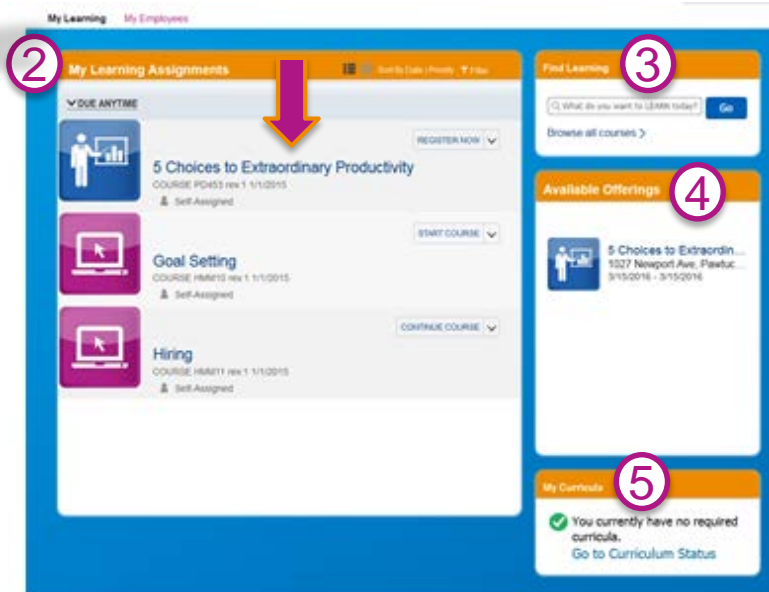 My Learning My Employees
2
My Learning Assignments
Sort By Date | Priority Filter
DUE ANYTIME
REGISTER NOW
5 Choices to Extraordinary Productivity
COURSE PD453 rev.1 1/1/2015
Self-Assigned
START COURSE
Goal Setting
COURSE HMM10 rev.1 1/1/2015
Self-Assigned
CONTINUE COURSE
Hiring
COURSE HMM11 rev.1 1/1/2015
Self-Assigned
Find Learning
3
What do you want to LEARN today?
Go
Browse all courses >
Available Offerings
4
5 Choices to Extraordin...
1027 Newport Ave, Pawtuc...
3/15/2016 - 3/15/2016
My Curricula
5
You currently have no required
curricula.
Go to Curriculum Status